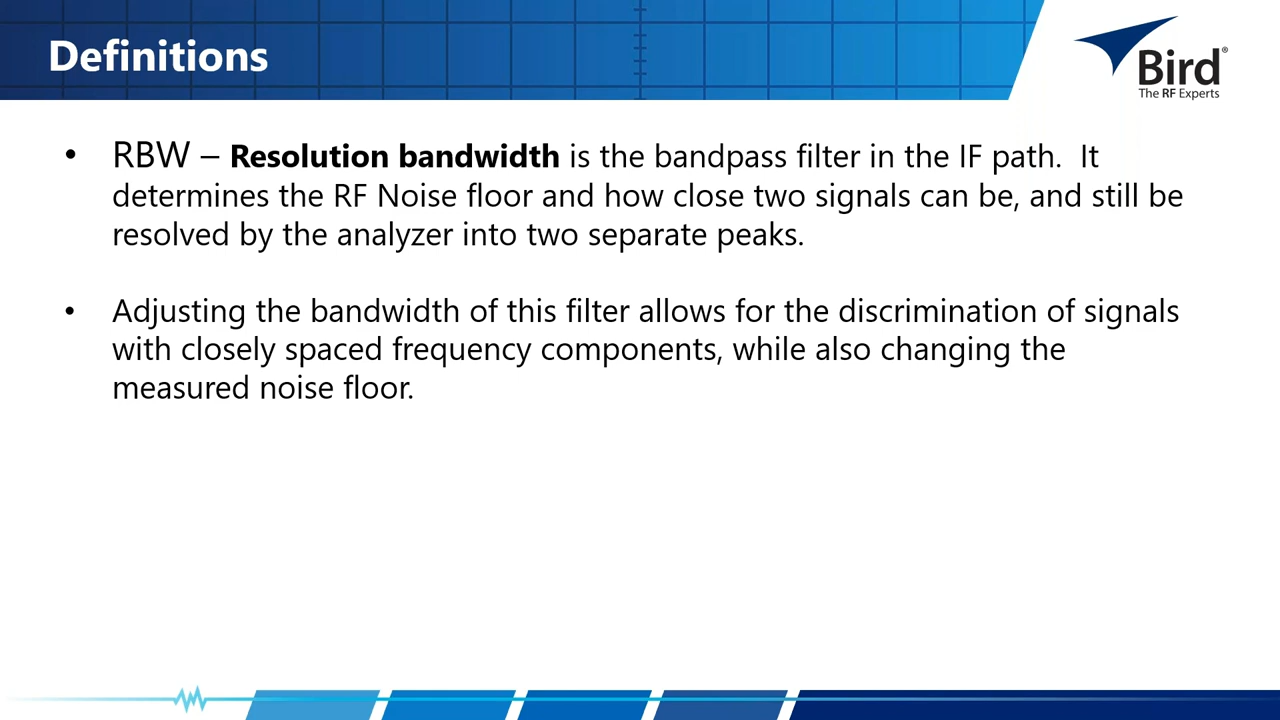 Definitions
Bird®
The RF Experts
• RBW – Resolution bandwidth is the bandpass filter in the IF path.  It
determines the RF Noise floor and how close two signals can be, and still be
resolved by the analyzer into two separate peaks.
• Adjusting the bandwidth of this filter allows for the discrimination of signals
with closely spaced frequency components, while also changing the
measured noise floor.